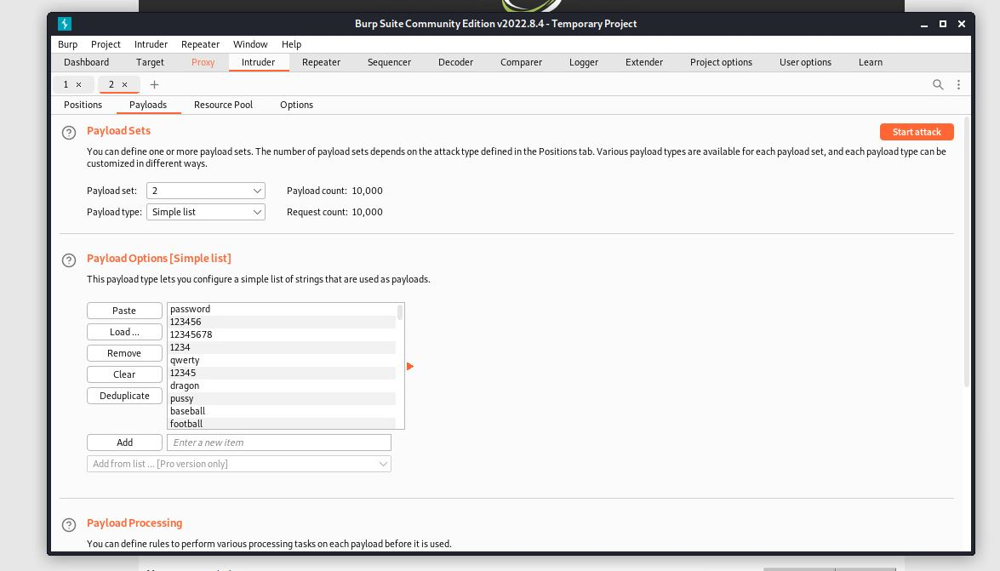 Burp Suite Community Edition v2022.8.4 - Temporary Project
Burp Project Intruder Repeater Window Help
Dashboard Target Proxy Intruder Repeater Sequencer Decoder Comparer Logger Extender Project options User options Learn
1 × 2 × +
Positions Payloads Resource Pool Options
? Payload Sets
Start attack
You can define one or more payload sets. The number of payload sets depends on the attack type defined in the Positions tab. Various payload types are available for each payload set, and each payload type can be
customized in different ways.
Payload set: 2 Payload count: 10,000
Payload type: Simple list Request count: 10,000
? Payload Options [Simple list]
This payload type lets you configure a simple list of strings that are used as payloads.
Paste
Load ...
Remove
Clear
Deduplicate
password
123456
12345678
1234
qwerty
12345
dragon
pussy
baseball
football
Add Enter a new item
Add from list ... [Pro version only]
? Payload Processing
You can define rules to perform various processing tasks on each payload before it is used.